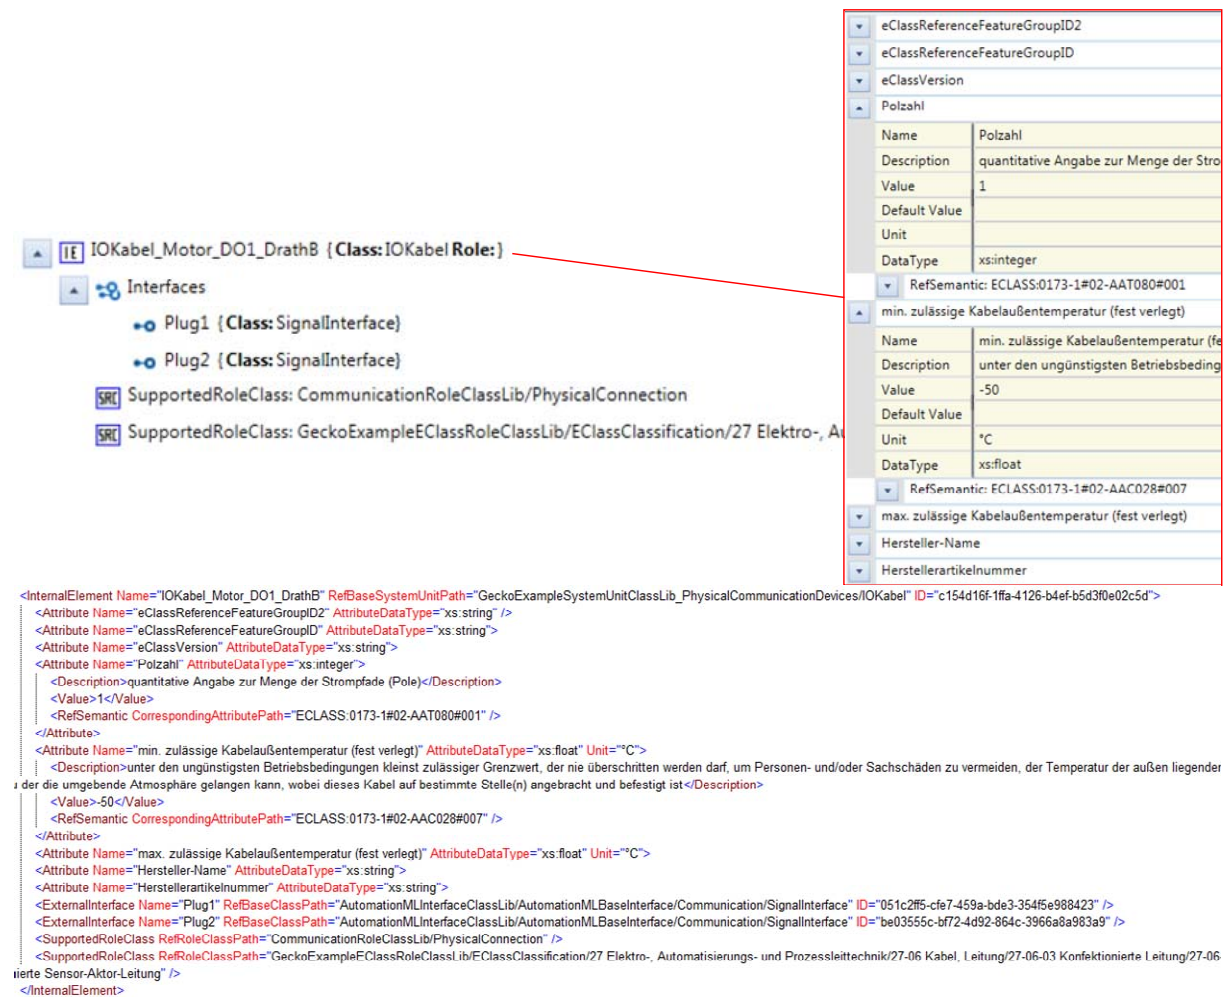 eClassReferenceFeatureGroupID2
eClassReferenceFeatureGroupID
eClassVersion
Polzahl
Name Polzahl
Description quantitative Angabe zur Menge der Stro
Value 1
Default Value
Unit
DataType xs:integer
RefSemantic: ECLASS:0173-1#02-AAT080#001
min. zulässige Kabelaußentemperatur (fest verlegt)
Name min. zulässige Kabelaußentemperatur (fe
Description unter den ungünstigsten Betriebsbeding
Value -50
Default Value
Unit °C
DataType xs:float
RefSemantic: ECLASS:0173-1#02-AAC028#007
max. zulässige Kabelaußentemperatur (fest verlegt)
Hersteller-Name
Herstellerartikelnummer
IE IOKabel_Motor_DO1_DrathB {Class: IOKabel Role: }
Interfaces
Plug1 {Class: SignalInterface}
Plug2 {Class: SignalInterface}
SRC SupportedRoleClass: CommunicationRoleClassLib/PhysicalConnection
SRC SupportedRoleClass: GeckoExampleEClassRoleClassLib/EClassClassification/27 Elektro-, Au
<InternalElement Name="IOKabel_Motor_DO1_DrathB" RefBaseSystemUnitPath="GeckoExampleSystemUnitClassLib_PhysicalCommunicationDevices/IOKabel" ID="c154d16f-1ffa-4126-b4ef-b5d3f0e02c5d">
<Attribute Name="eClassReferenceFeatureGroupID2" AttributeDataType="xs:string" />
<Attribute Name="eClassReferenceFeatureGroupID" AttributeDataType="xs:string">
<Attribute Name="eClassVersion" AttributeDataType="xs:string">
<Attribute Name="Polzahl" AttributeDataType="xs:integer">
<Description>quantitative Angabe zur Menge der Strompfade (Pole)</Description>
<Value>1</Value>
<RefSemantic CorrespondingAttributePath="ECLASS:0173-1#02-AAT080#001" />
</Attribute>
<Attribute Name="min. zulässige Kabelaußentemperatur (fest verlegt)" AttributeDataType="xs:float" Unit="°C">
<Description>unter den ungünstigsten Betriebsbedingungen kleinst zulässiger Grenzwert, der nie überschritten werden darf, um Personen- und/oder Sachschäden zu vermeiden, der Temperatur der außen liegender
u der die umgebende Atmosphäre gelangen kann, wobei dieses Kabel auf bestimmte Stelle(n) angebracht und befestigt ist</Description>
<Value>-50</Value>
<RefSemantic CorrespondingAttributePath="ECLASS:0173-1#02-AAC028#007" />
</Attribute>
<Attribute Name="max. zulässige Kabelaußentemperatur (fest verlegt)" AttributeDataType="xs:float" Unit="°C">
<Attribute Name="Hersteller-Name" AttributeDataType="xs:string">
<Attribute Name="Herstellerartikelnummer" AttributeDataType="xs:string">
<ExternalInterface Name="Plug1" RefBaseClassPath="AutomationMLInterfaceClassLib/AutomationMLBaseInterface/Communication/SignalInterface" ID="051c2ff5-cfe7-459a-bde3-354f5e988423" />
<ExternalInterface Name="Plug2" RefBaseClassPath="AutomationMLInterfaceClassLib/AutomationMLBaseInterface/Communication/SignalInterface" ID="be03555c-bf72-4d92-864c-3966a8a983a9" />
<SupportedRoleClass RefRoleClassPath="CommunicationRoleClassLib/PhysicalConnection" />
<SupportedRoleClass RefRoleClassPath="GeckoExampleEClassRoleClassLib/EClassClassification/27 Elektro-, Automatisierungs- und Prozessleittechnik/27-06 Kabel, Leitung/27-06-03 Konfektionierte Leitung/27-06-
ierte Sensor-Aktor-Leitung" />
</InternalElement>